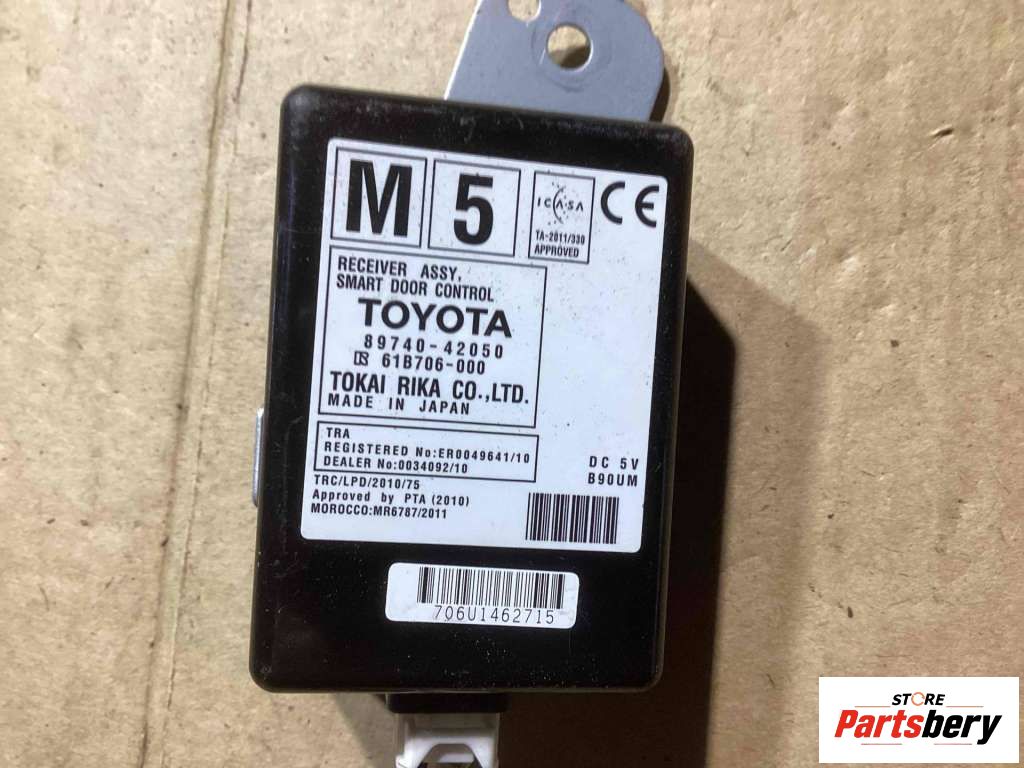 M 5
ICASA
TA-2011/330
APPROVED
CE
RECEIVER ASSY,
SMART DOOR CONTROL
TOYOTA
89740-42050
61B706-000
TOKAI RIKA CO.,LTD.
MADE IN JAPAN
TRA
REGISTERED No:ER0049641/10
DEALER No:0034092/10
TRC/LPD/2010/75
Approved by PTA (2010)
MOROCCO:MR6787/2011
DC 5V
B90UM
706U1462715
STORE
Partsbery